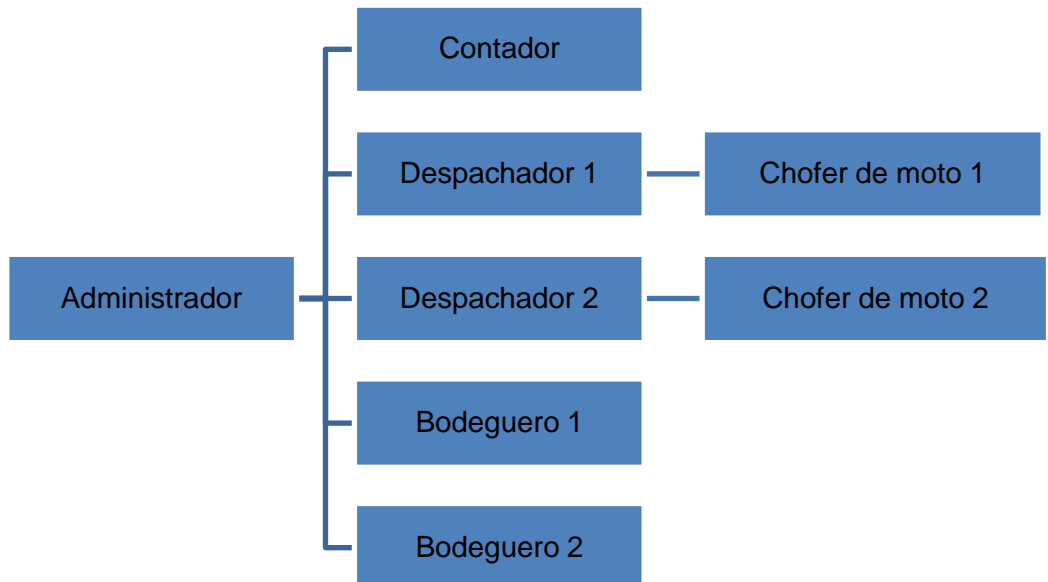 Contador
Despachador 1
Chofer de moto 1
Administrador
Despachador 2
Chofer de moto 2
Bodeguero 1
Bodeguero 2